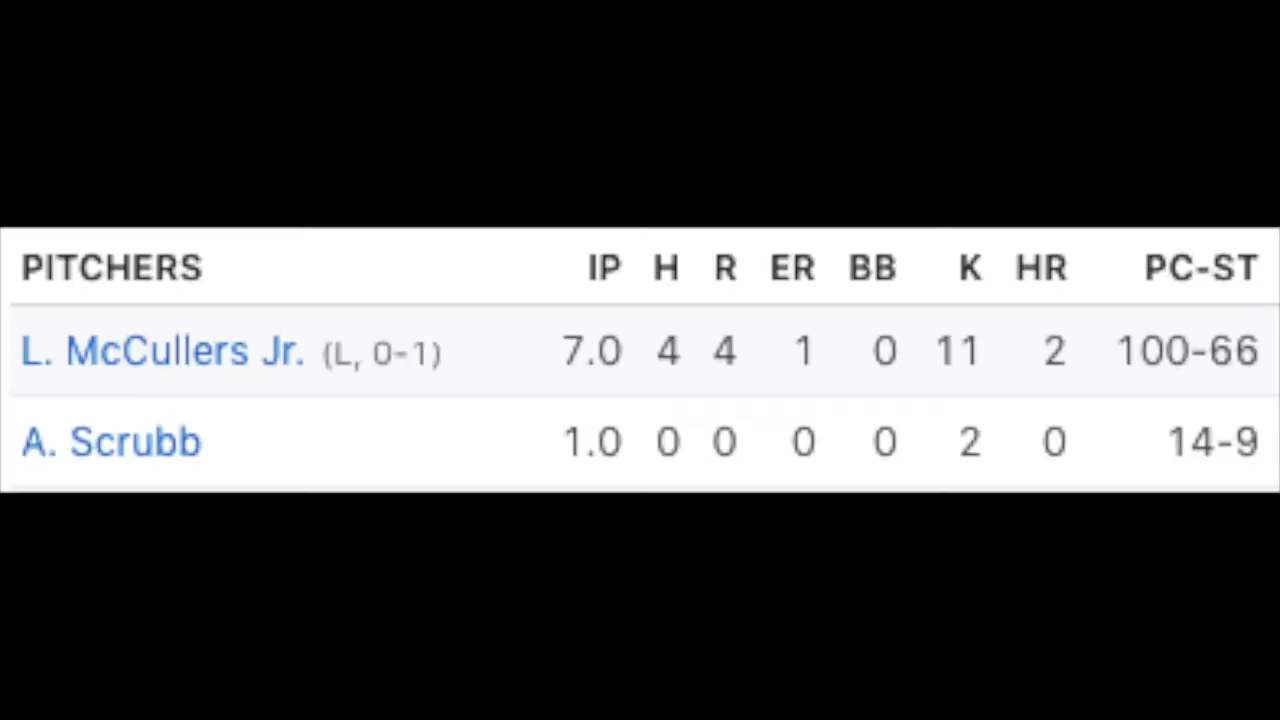 PITCHERS IP H R ER BB K HR PC-ST
L. McCullers Jr. (L, 0-1) 7.0 4 4 1 0 11 2 100-66
A. Scrubb 1.0 0 0 0 0 2 0 14-9